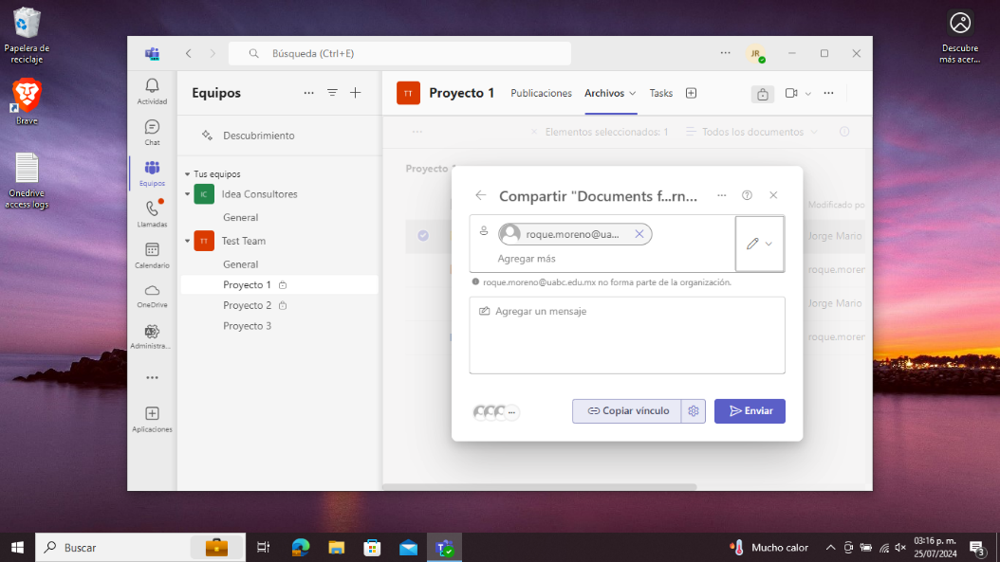 Papelera de
reciclaje
Brave
Onedrive
access logs
Descubre
más acer...
Búsqueda (Ctrl+E)
JR
Actividad
Chat
Equipos
Llamadas
Calendario
OneDrive
Administra...
Aplicaciones
Equipos
Descubrimiento
Tus equipos
IC
Idea Consultores
General
TT
Test Team
General
Proyecto 1
Proyecto 2
Proyecto 3
TT
Proyecto 1
Publicaciones
Archivos
Tasks
Elementos seleccionados: 1
Todos los documentos
Proyecto
Modificado po
Jorge Mario
roque.morer
Jorge Mario
roque.morer
Compartir "Documents f...rn...
roque.moreno@ua...
Agregar más
roque.moreno@uabc.edu.mx no forma parte de la organización.
Agregar un mensaje
Copiar vínculo
Enviar
Buscar
Mucho calor
03:16 p. m.
25/07/2024
3